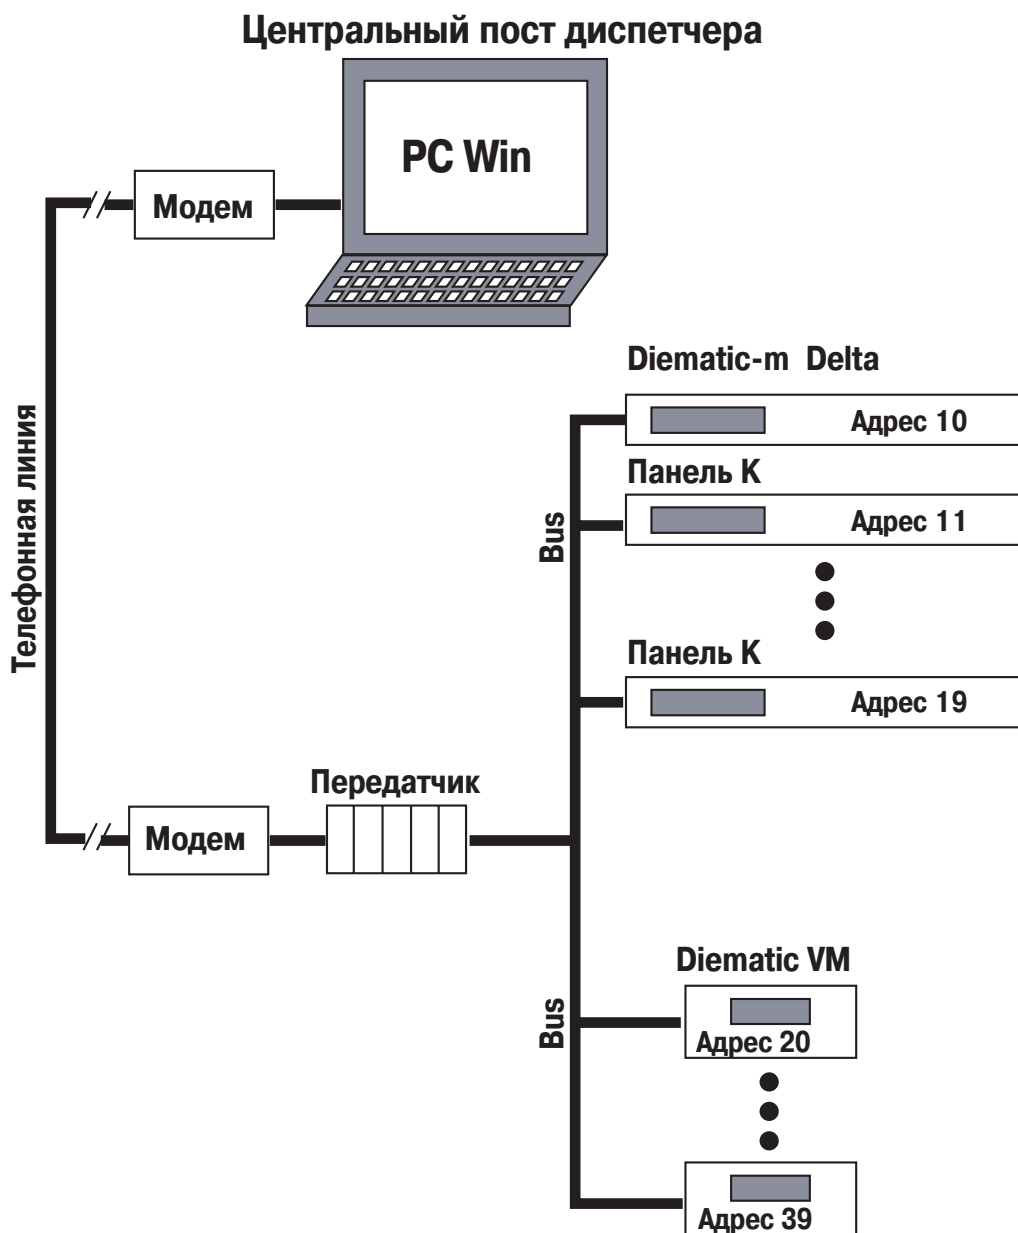 Центральный пост диспетчера
PC Win
Модем
Телефонная линия
Diematic-m Delta
Адрес 10
Панель K
Адрес 11
Bus
Панель K
Адрес 19
Передатчик
Модем
Diematic VM
Bus
Адрес 20
Адрес 39